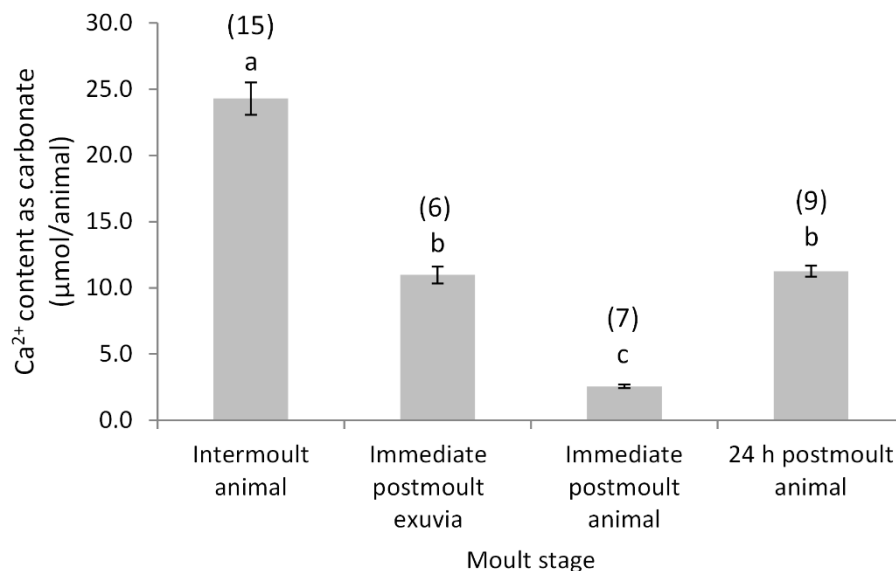 Ca²⁺ content as carbonate
(µmol/animal)
30.0
25.0
20.0
15.0
10.0
5.0
0.0
(15)
a
(6)
b
(7)
c
(9)
b
Intermoult
animal
Immediate
postmoult
exuvia
Immediate
postmoult
animal
24 h postmoult
animal
Moult stage